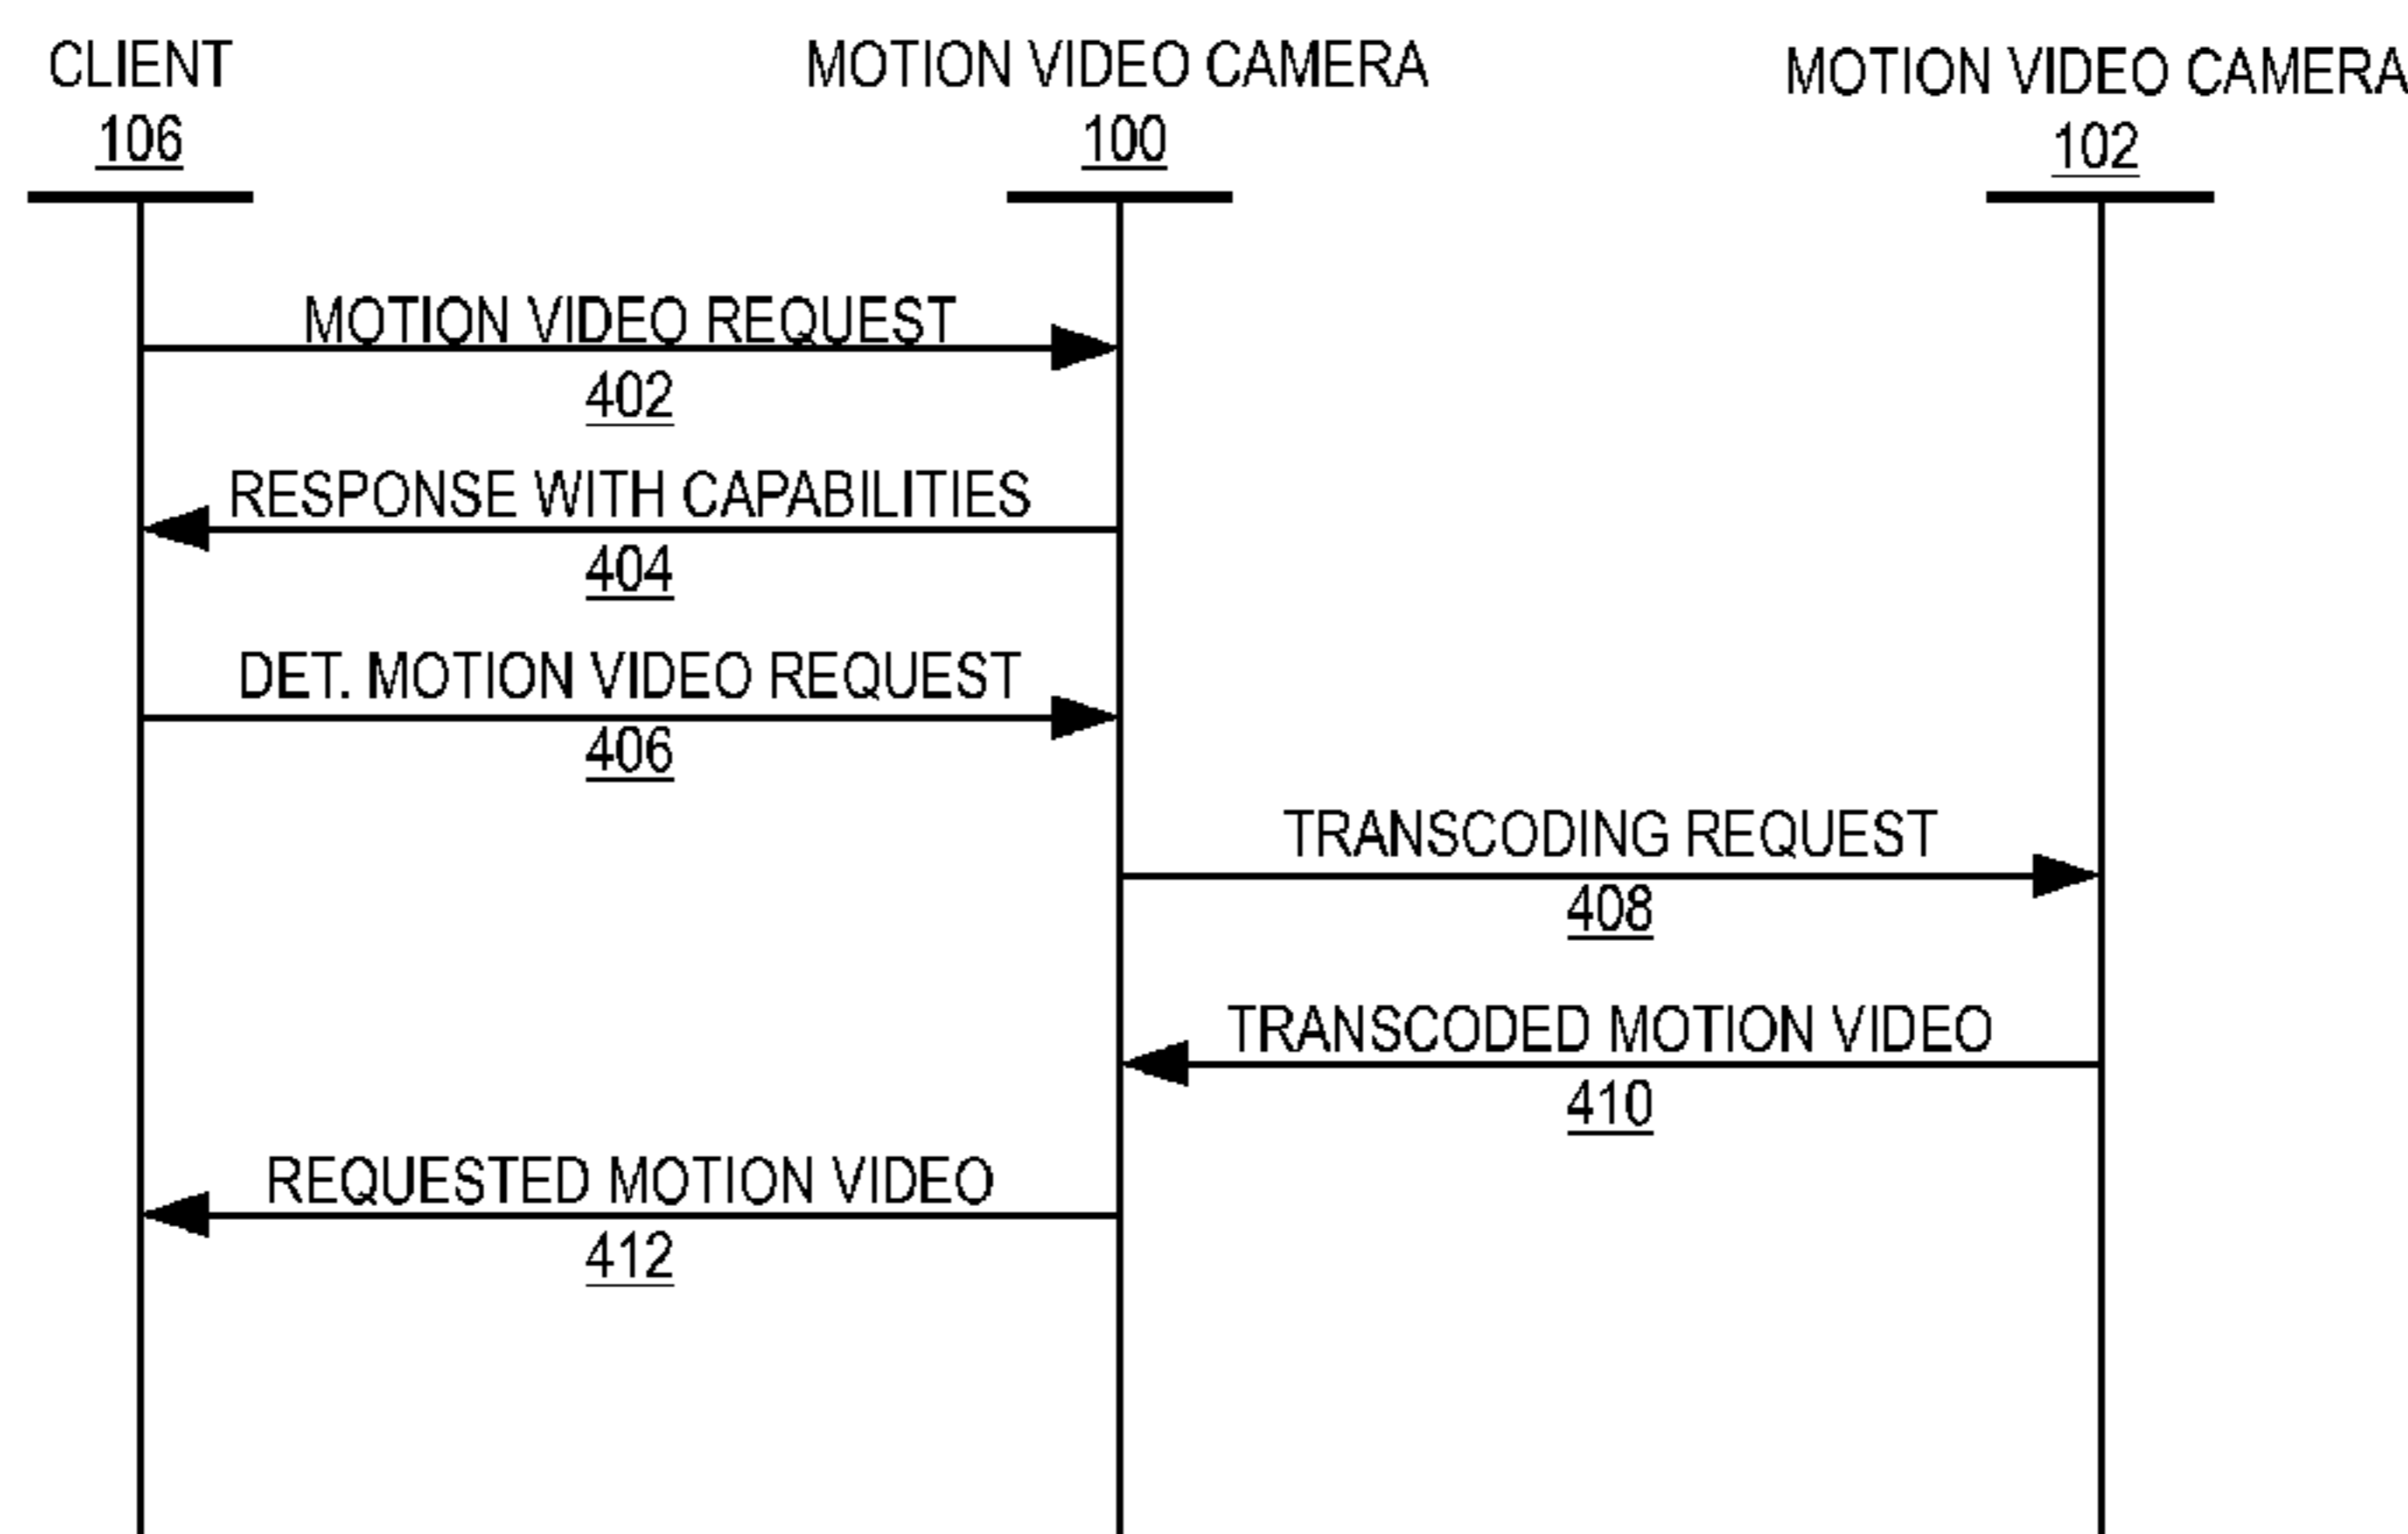 CLIENT
106
MOTION VIDEO CAMERA
100
MOTION VIDEO CAMERA
102
MOTION VIDEO REQUEST
402
RESPONSE WITH CAPABILITIES
404
DET. MOTION VIDEO REQUEST
406
TRANSCODING REQUEST
408
TRANSCODED MOTION VIDEO
410
REQUESTED MOTION VIDEO
412